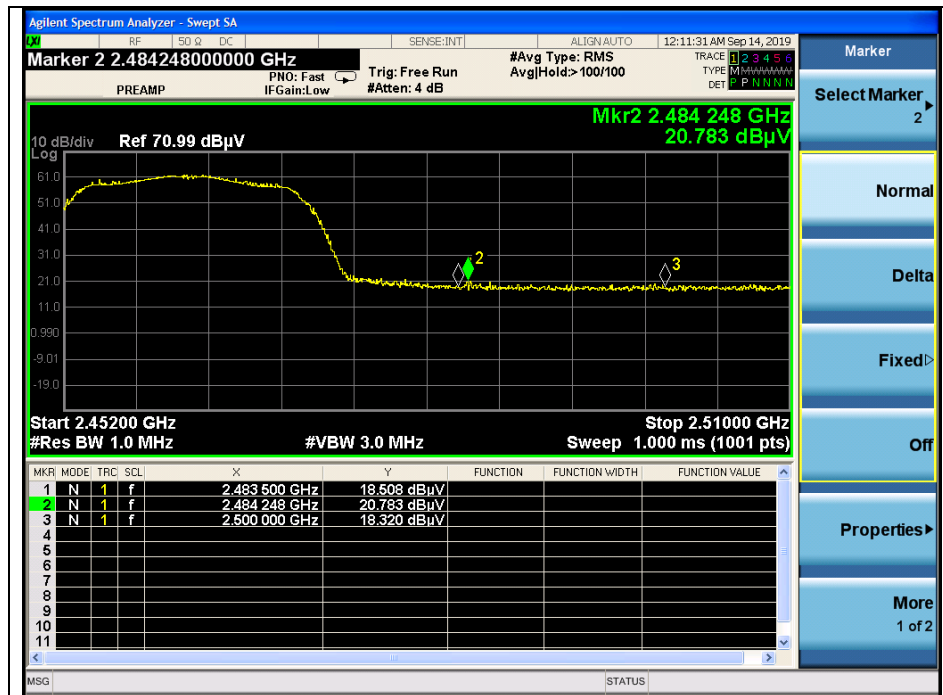 Agilent Spectrum Analyzer - Swept SA
LXI RF 50 Ω DC SENSE:INT ALIGN AUTO 12:11:31 AM Sep 14, 2019
Marker 2 2.484248000000 GHz
PREAMP
PNO: Fast
IFGain:Low
Trig: Free Run
#Atten: 4 dB
#Avg Type: RMS
Avg|Hold:>100/100
TRACE 1 2 3 4 5 6
TYPE M
DET P P N N N N
Mkr2 2.484 248 GHz
20.783 dBµV
10 dB/div Ref 70.99 dBµV
Log
61.0
51.0
41.0
31.0
21.0
11.0
0.990
-9.01
-19.0
2
3
Start 2.45200 GHz Stop 2.51000 GHz
#Res BW 1.0 MHz #VBW 3.0 MHz Sweep 1.000 ms (1001 pts)
MKR MODE TRC SCL X Y FUNCTION FUNCTION WIDTH FUNCTION VALUE
1 N 1 f 2.483 500 GHz 18.508 dBµV
2 N 1 f 2.484 248 GHz 20.783 dBµV
3 N 1 f 2.500 000 GHz 18.320 dBµV
4
5
6
7
8
9
10
11
MSG STATUS
Marker
Select Marker
2
Normal
Delta
Fixed
Off
Properties
More
1 of 2